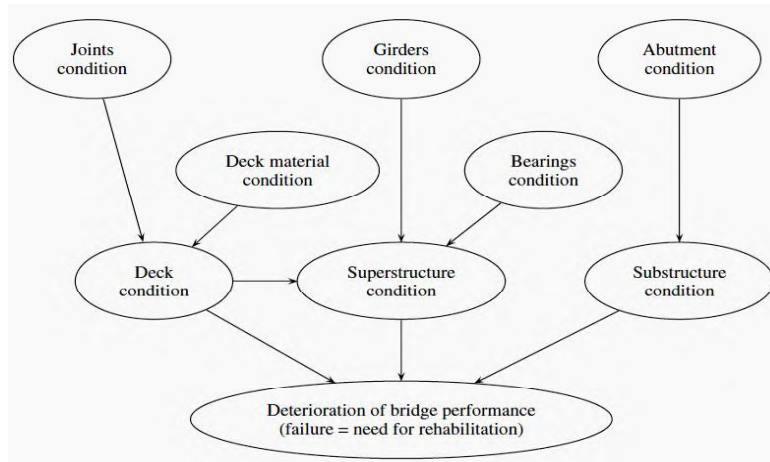 Joints
condition
Girders
condition
Abutment
condition
Deck material
condition
Bearings
condition
Deck
condition
Superstructure
condition
Substructure
condition
Deterioration of bridge performance
(failure = need for rehabilitation)